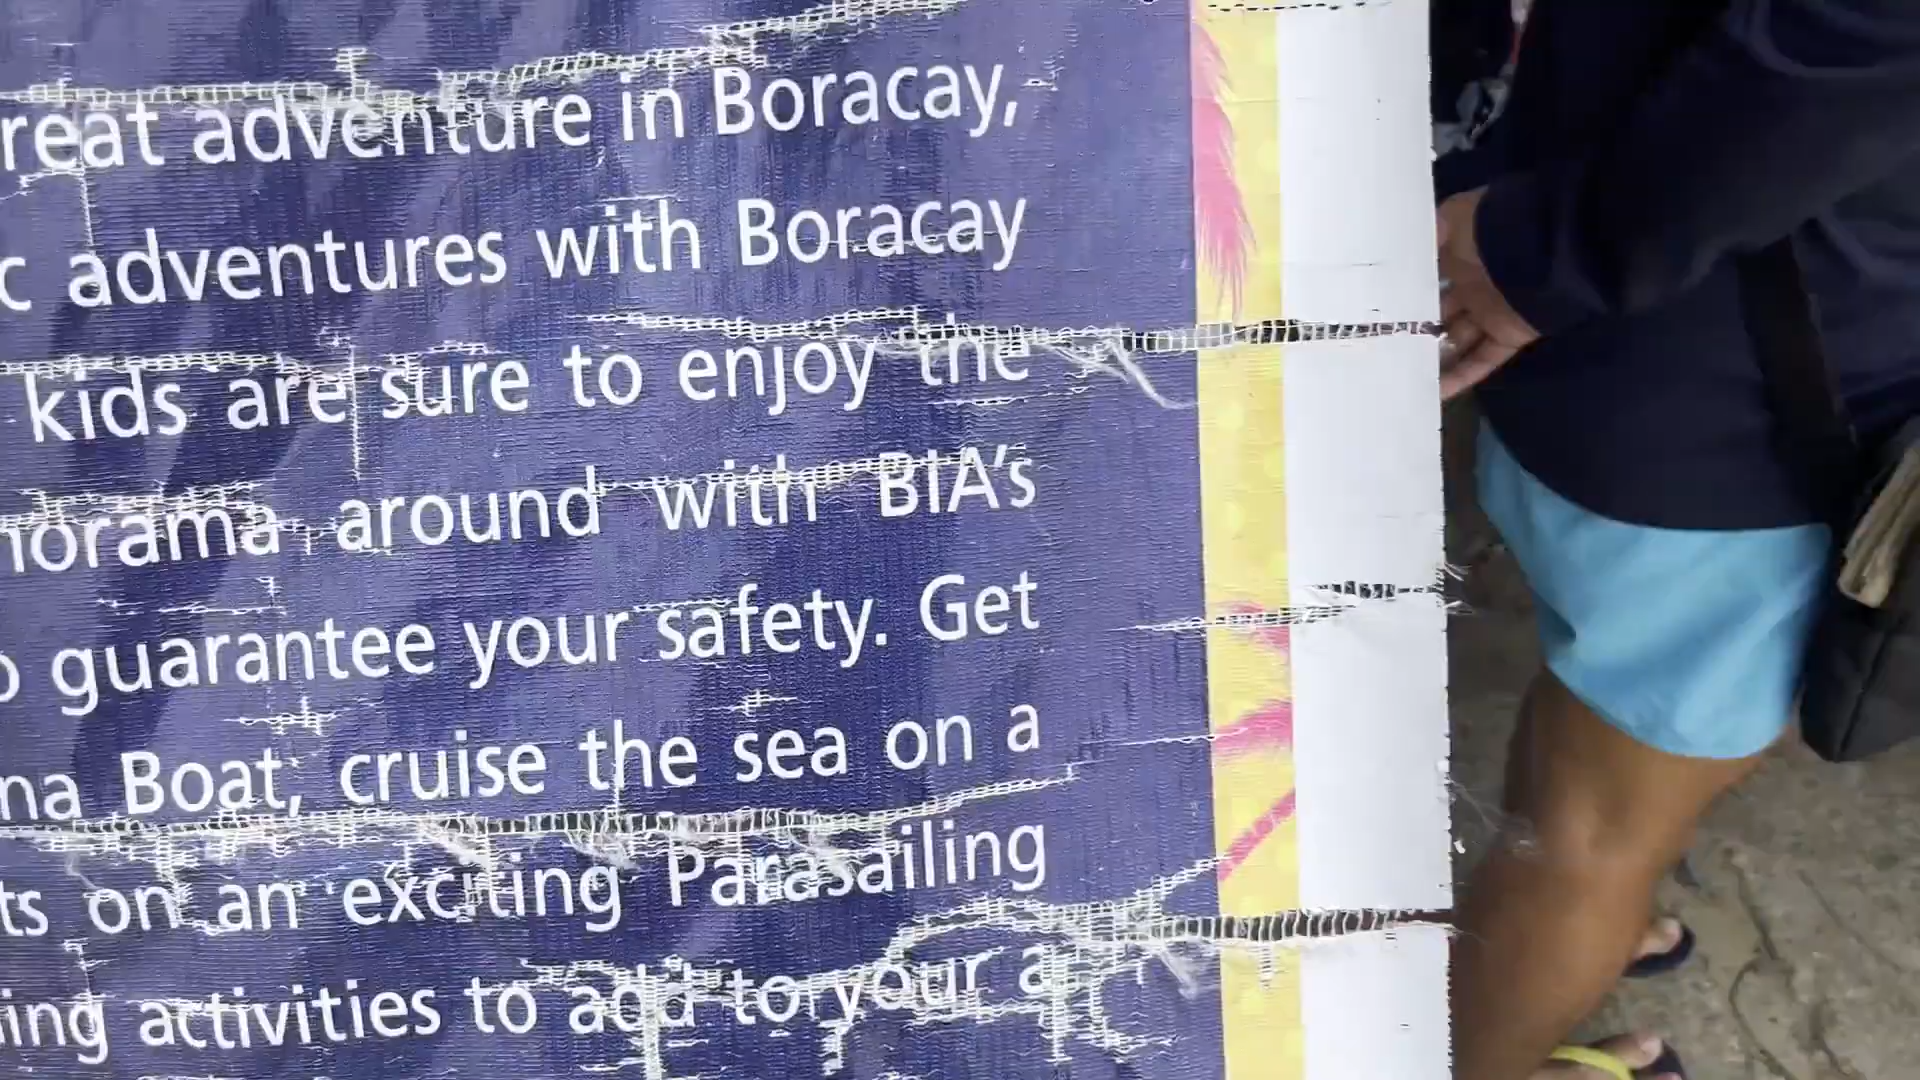 reat adventure in Boracay,
c adventures with Boracay
kids are sure to enjoy the
norama around with BIA's
o guarantee your safety. Get
na Boat, cruise the sea on a
ts on an exciting Parasailing
ing activities to add to your a